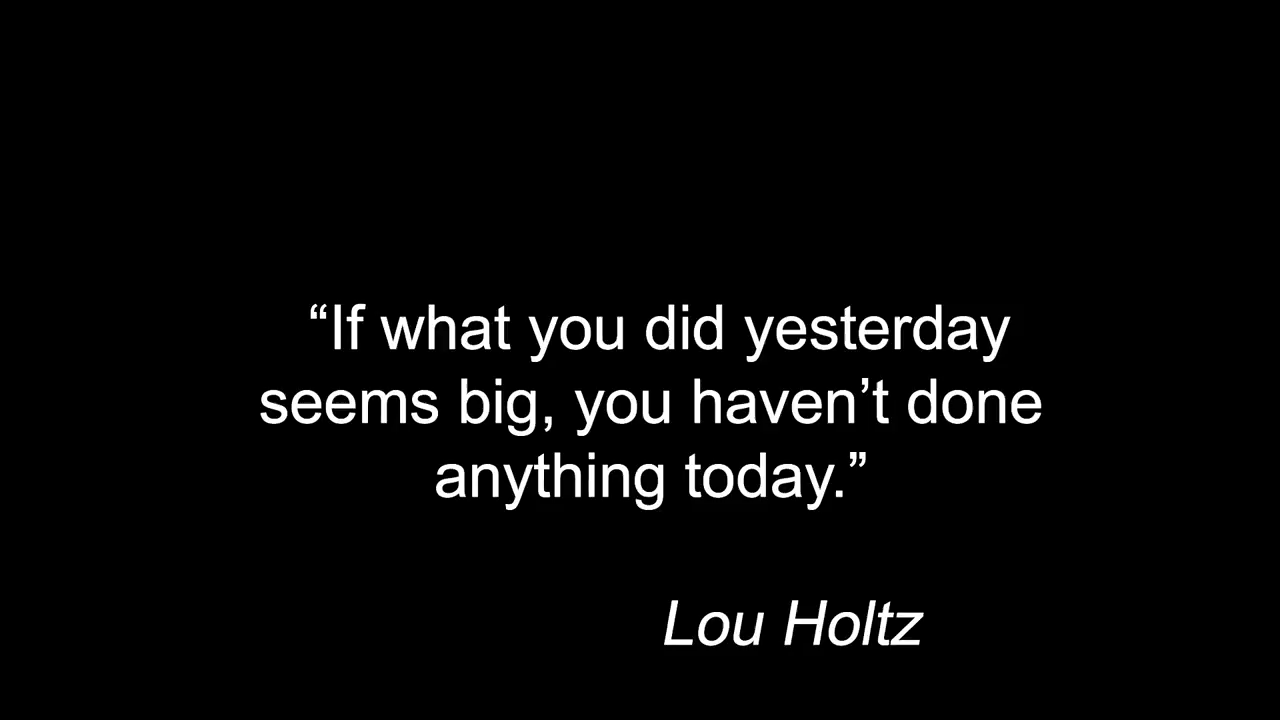 “If what you did yesterday
seems big, you haven’t done
anything today.”
Lou Holtz